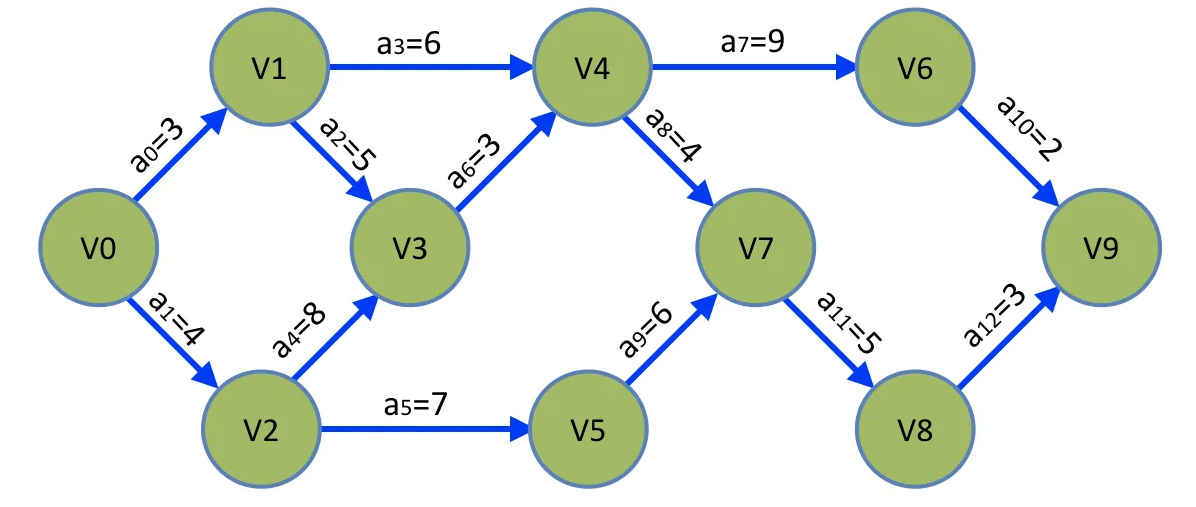 a3=6
a7=9
V1
V4
V6
a0=3
a2=5
a6=3
a8=4
a10=2
V0
V3
V7
V9
a1=4
a4=8
a9=6
a11=5
a12=3
a5=7
V2
V5
V8